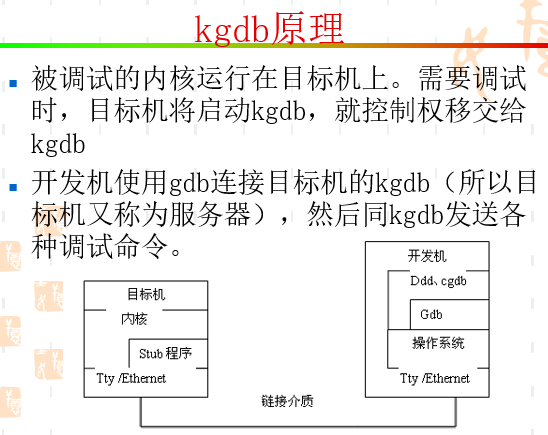 kgdb原理
被调试的内核运行在目标机上。需要调试
时，目标机将启动kgdb，就控制权移交给
kgdb
开发机使用gdb连接目标机的kgdb（所以目
标机又称为服务器），然后同kgdb发送各
种调试命令。
目标机
内核
Stub 程序
Tty /Ethernet
链接介质
开发机
Ddd、cgdb
Gdb
操作系统
Tty /Ethernet